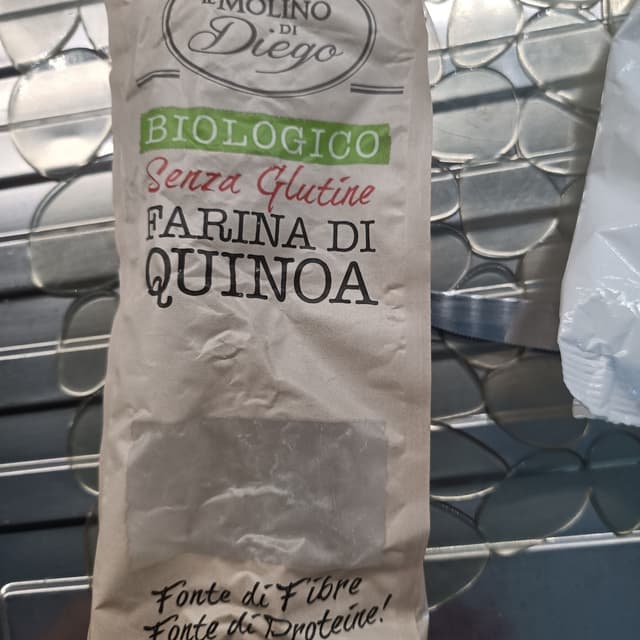 IL MOLINO
DI
Diego
BIOLOGICO
Senza Glutine
FARINA DI
QUINOA
Fonte di Fibre
Fonte di Proteine!